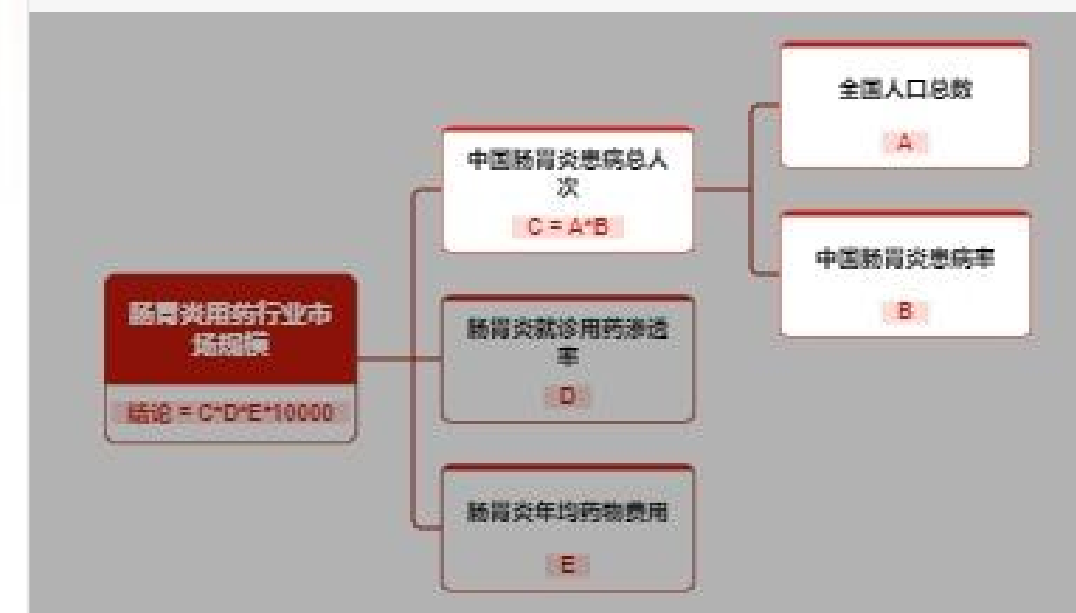 全国人口总数
A
中国肠胃炎患病总人
次
C = A*B
中国肠胃炎患病率
B
肠胃炎用药行业市
场规模
结论 = C*D*E*10000
肠胃炎就诊用药渗透
率
D
肠胃炎年均药物费用
E